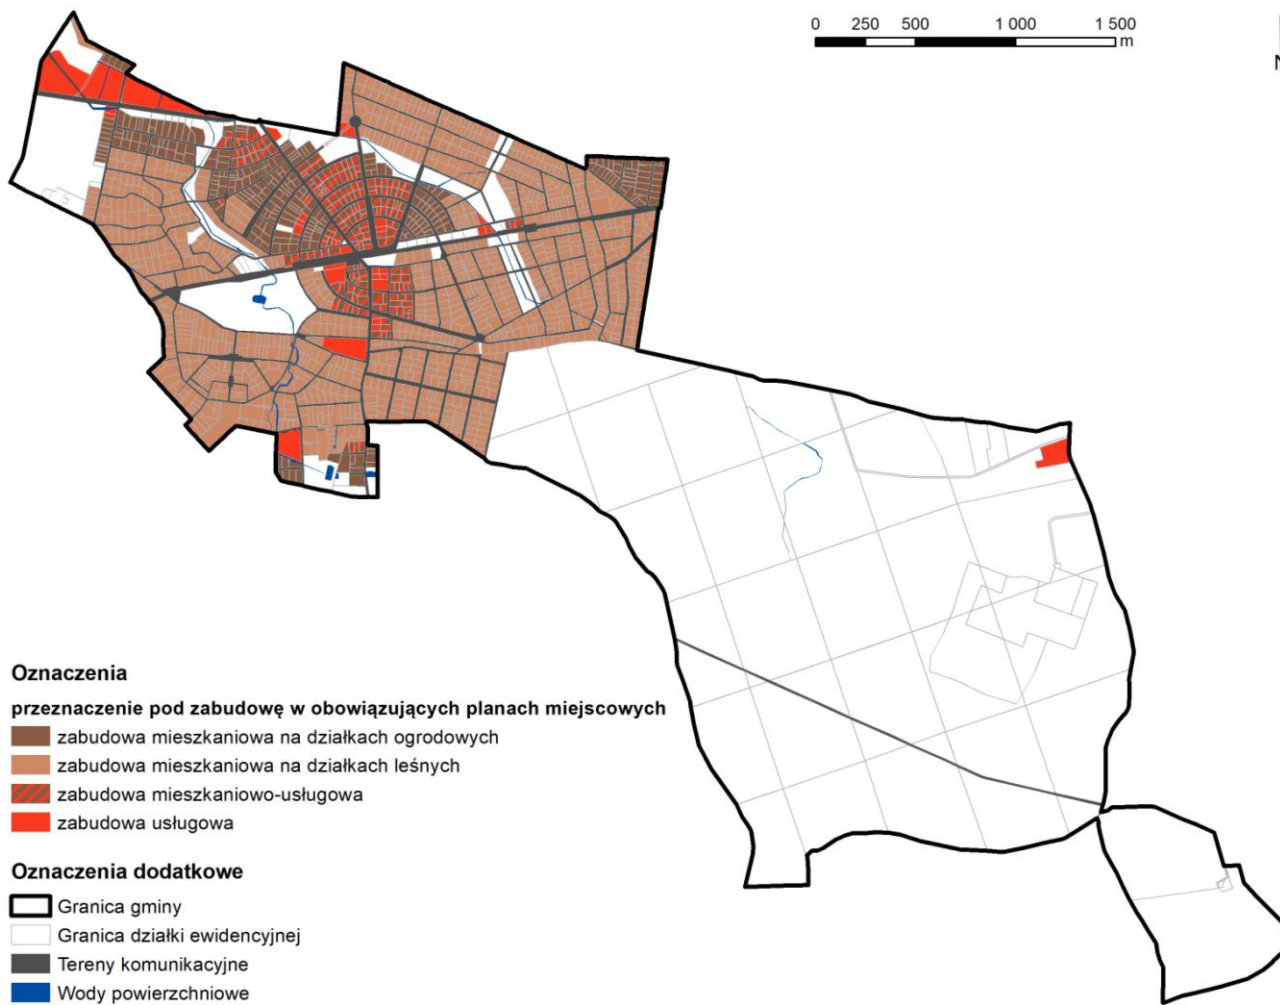 0 250 500 1 000 1 500
m
N
Oznaczenia
przeznaczenie pod zabudowę w obowiązujących planach miejscowych
zabudowa mieszkaniowa na działkach ogrodowych
zabudowa mieszkaniowa na działkach leśnych
zabudowa mieszkaniowo-usługowa
zabudowa usługowa
Oznaczenia dodatkowe
Granica gminy
Granica działki ewidencyjnej
Tereny komunikacyjne
Wody powierzchniowe